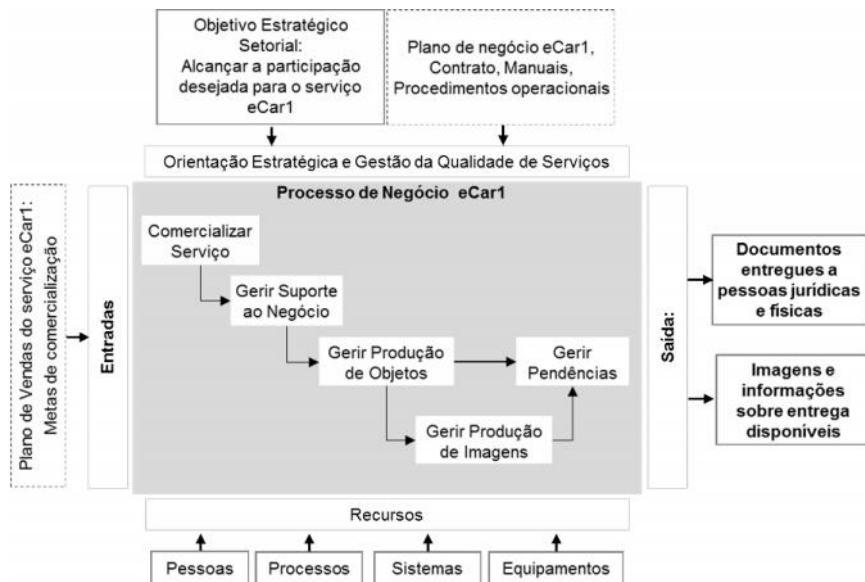 Objetivo Estratégico
Setorial:
Alcançar a participação
desejada para o serviço
eCar1
Plano de negócio eCar1,
Contrato, Manuais,
Procedimentos operacionais
Orientação Estratégica e Gestão da Qualidade de Serviços
Plano de Vendas do serviço eCar1:
Metas de comercialização
Entradas
Processo de Negócio eCar1
Comercializar
Serviço
Gerir Suporte
ao Negócio
Gerir Produção
de Objetos
Gerir
Pendências
Gerir Produção
de Imagens
Saída:
Documentos
entregues a
pessoas jurídicas
e físicas
Imagens e
informações
sobre entrega
disponíveis
Recursos
Pessoas
Processos
Sistemas
Equipamentos